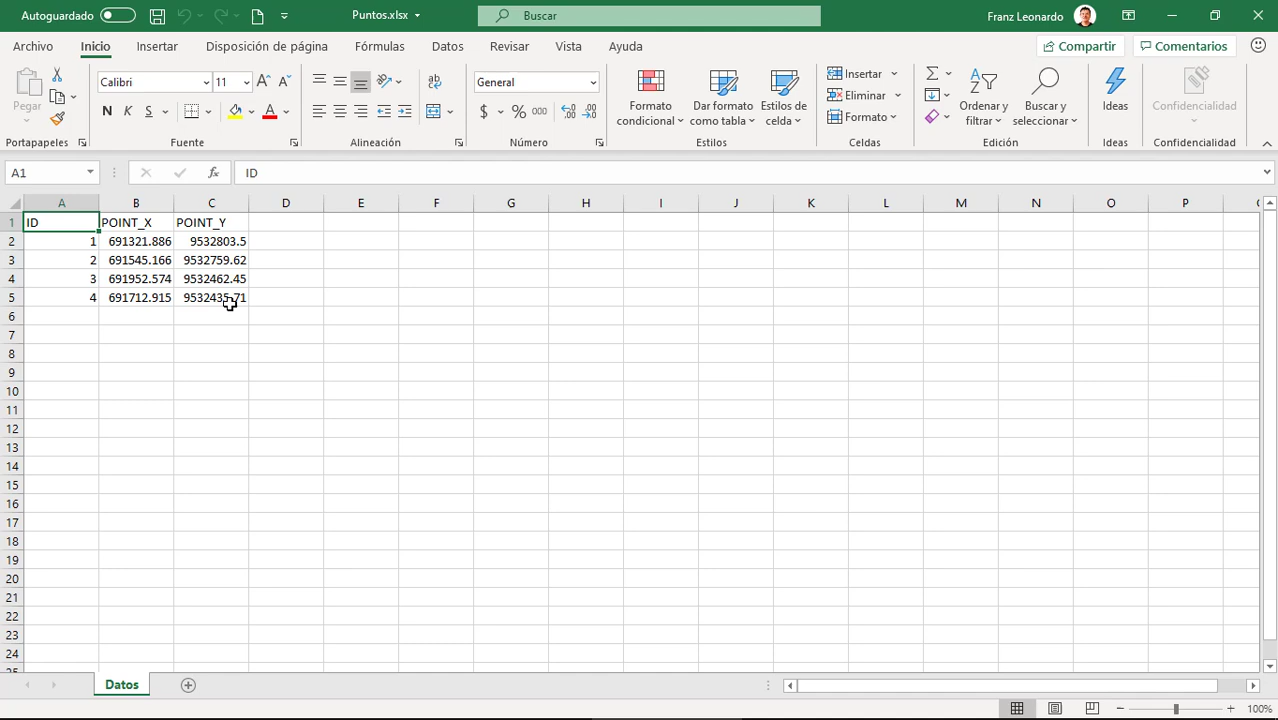 Autoguardado
Puntos.xlsx
Buscar
Franz Leonardo
Archivo Inicio Insertar Disposición de página Fórmulas Datos Revisar Vista Ayuda Compartir Comentarios
Pegar
Calibri 11
N K S
General
$ % 000
Formato condicional
Dar formato como tabla
Estilos de celda
Insertar
Eliminar
Formato
Ordenar y filtrar
Buscar y seleccionar
Ideas
Confidencialidad
Portapapeles Fuente Alineación Número Estilos Celdas Edición Ideas Confidencialidad
A1 fx ID
A B C D E F G H I J K L M N O P
1 ID POINT_X POINT_Y
2 1 691321.886 9532803.5
3 2 691545.166 9532759.62
4 3 691952.574 9532462.45
5 4 691712.915 9532435.71
6
7
8
9
10
11
12
13
14
15
16
17
18
19
20
21
22
23
24
25
Datos
100%